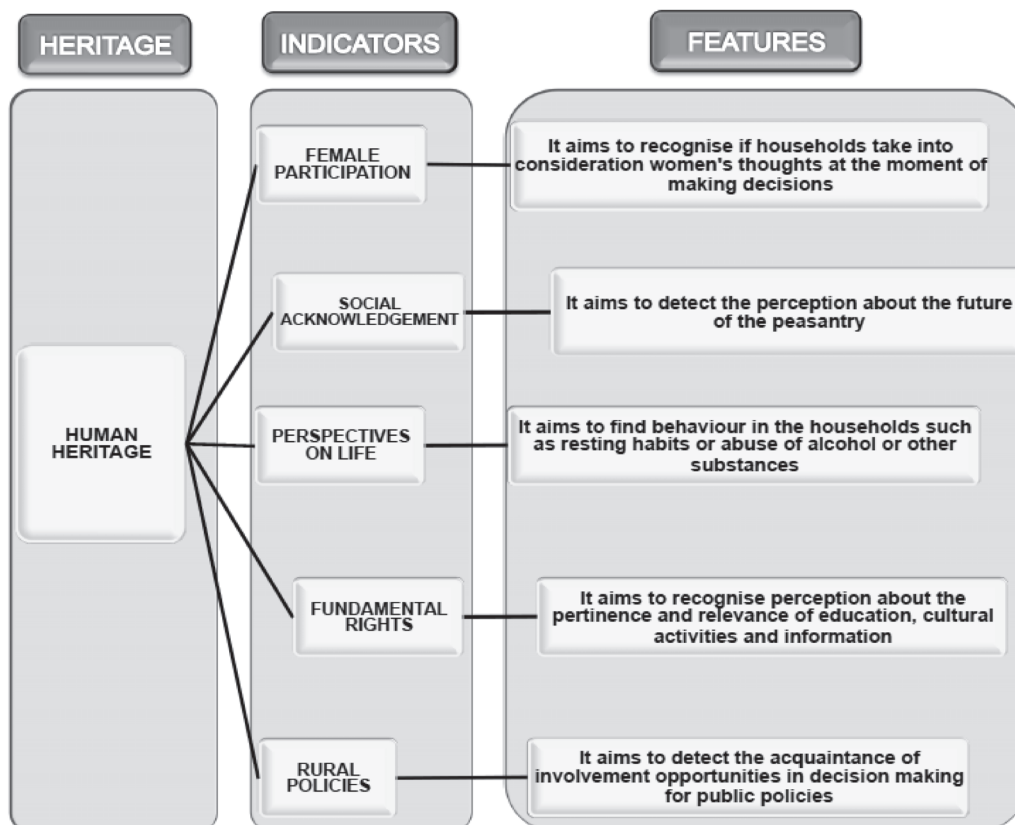 HERITAGE
INDICATORS
FEATURES
HUMAN
HERITAGE
FEMALE
PARTICIPATION
It aims to recognise if households take into
consideration women's thoughts at the moment of
making decisions
SOCIAL
ACKNOWLEDGEMENT
It aims to detect the perception about the future
of the peasantry
PERSPECTIVES
ON LIFE
It aims to find behaviour in the households such
as resting habits or abuse of alcohol or other
substances
FUNDAMENTAL
RIGHTS
It aims to recognise perception about the
pertinence and relevance of education, cultural
activities and information
RURAL
POLICIES
It aims to detect the acquaintance of
involvement opportunities in decision making
for public policies